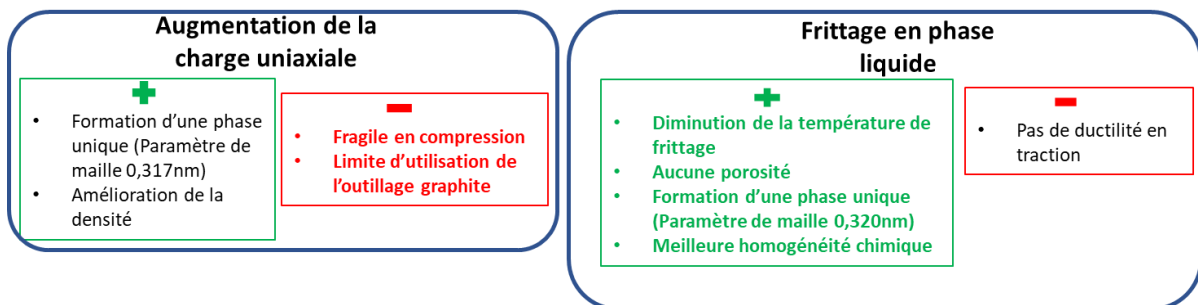 Augmentation de la
charge uniaxiale
+
• Formation d'une phase
unique (Paramètre de
maille 0,317nm)
• Amélioration de la
densité
−
• Fragile en compression
• Limite d'utilisation de
l'outillage graphite
Frittage en phase
liquide
+
• Diminution de la température de
frittage
• Aucune porosité
• Formation d'une phase unique
(Paramètre de maille 0,320nm)
• Meilleure homogénéité chimique
−
• Pas de ductilité en
traction